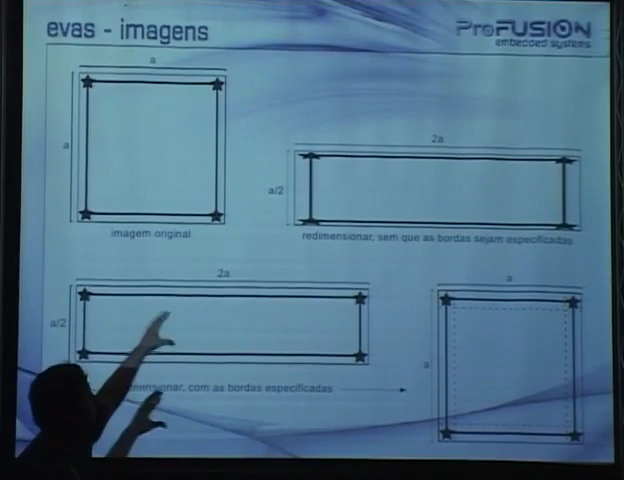 evas - imagens
ProFUSION
embedded systems
a
a
imagem original
2a
a/2
redimensionar, sem que as bordas sejam especificadas
2a
a/2
com as bordas especificadas
a
a